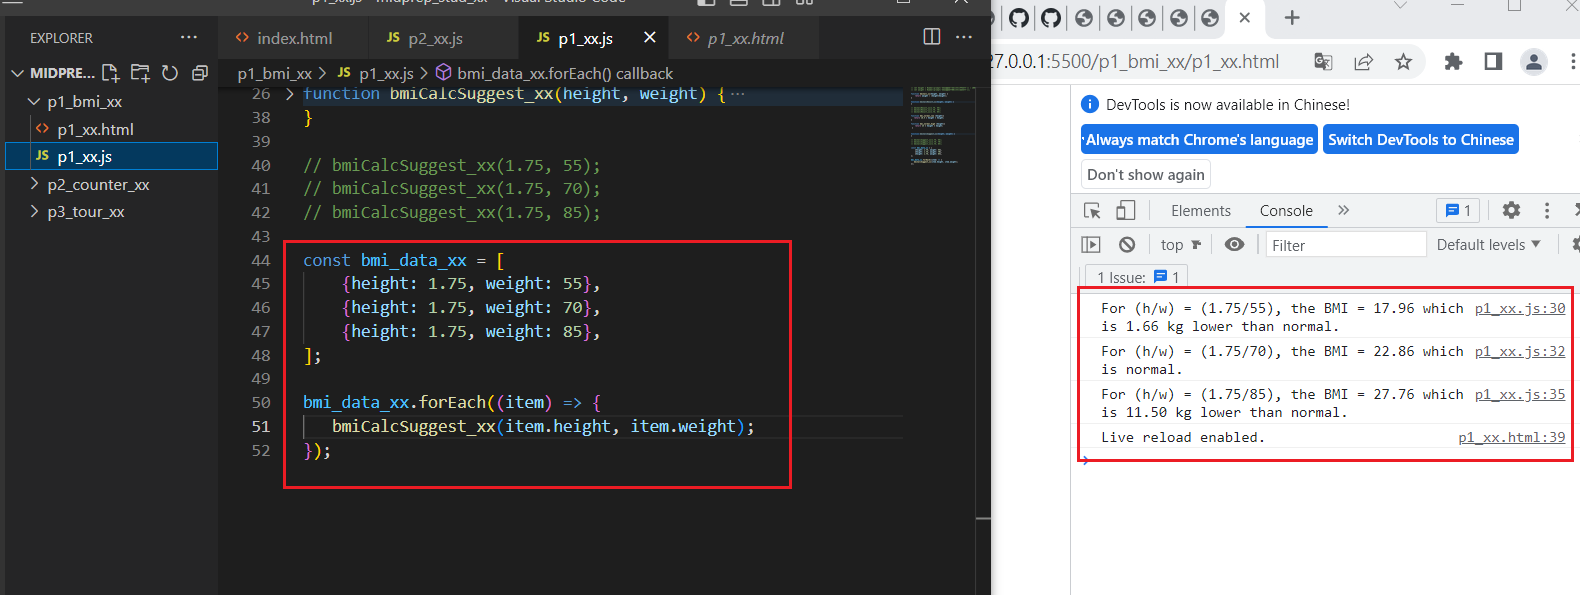 EXPLORER
MIDPRE...
p1_bmi_xx
<> p1_xx.html
JS p1_xx.js
p2_counter_xx
p3_tour_xx
<> index.html
JS p2_xx.js
JS p1_xx.js
<> p1_xx.html
p1_bmi_xx > JS p1_xx.js > bmi_data_xx.forEach() callback
26 function bmiCalcSuggest_xx(height, weight) { ...
38 }
39
40 // bmiCalcSuggest_xx(1.75, 55);
41 // bmiCalcSuggest_xx(1.75, 70);
42 // bmiCalcSuggest_xx(1.75, 85);
43
44 const bmi_data_xx = [
45 {height: 1.75, weight: 55},
46 {height: 1.75, weight: 70},
47 {height: 1.75, weight: 85},
48 ];
49
50 bmi_data_xx.forEach((item) => {
51 bmiCalcSuggest_xx(item.height, item.weight);
52 });
27.0.0.1:5500/p1_bmi_xx/p1_xx.html
DevTools is now available in Chinese!
Always match Chrome's language
Switch DevTools to Chinese
Don't show again
Elements
Console
1
top
Filter
Default levels
1 Issue: 1
For (h/w) = (1.75/55), the BMI = 17.96 which p1_xx.js:30
is 1.66 kg lower than normal.
For (h/w) = (1.75/70), the BMI = 22.86 which p1_xx.js:32
is normal.
For (h/w) = (1.75/85), the BMI = 27.76 which p1_xx.js:35
is 11.50 kg lower than normal.
Live reload enabled. p1_xx.html:39